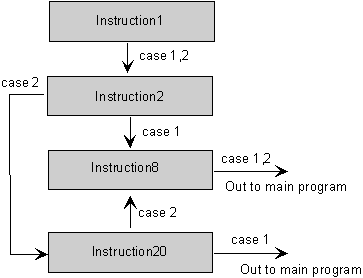 Instruction1
case 1,2
case 2
Instruction2
case 1
Instruction8
case 1,2
Out to main program
case 2
Instruction20
case 1
Out to main program